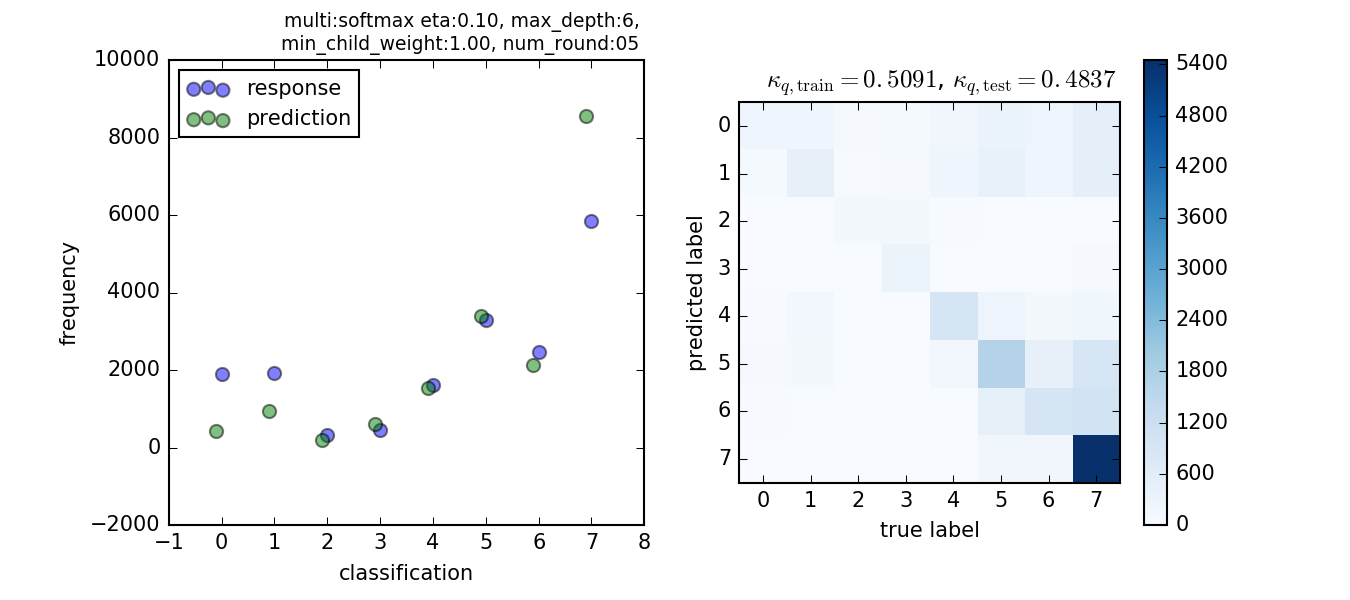 multi:softmax eta:0.10, max_depth:6,
min_child_weight:1.00, num_round:05
10000
8000
6000
4000
2000
0
−2000
frequency
response
prediction
−1 0 1 2 3 4 5 6 7 8
classification
κq,train = 0.5091, κq,test = 0.4837
0
1
2
3
4
5
6
7
predicted label
0 1 2 3 4 5 6 7
true label
5400
4800
4200
3600
3000
2400
1800
1200
600
0